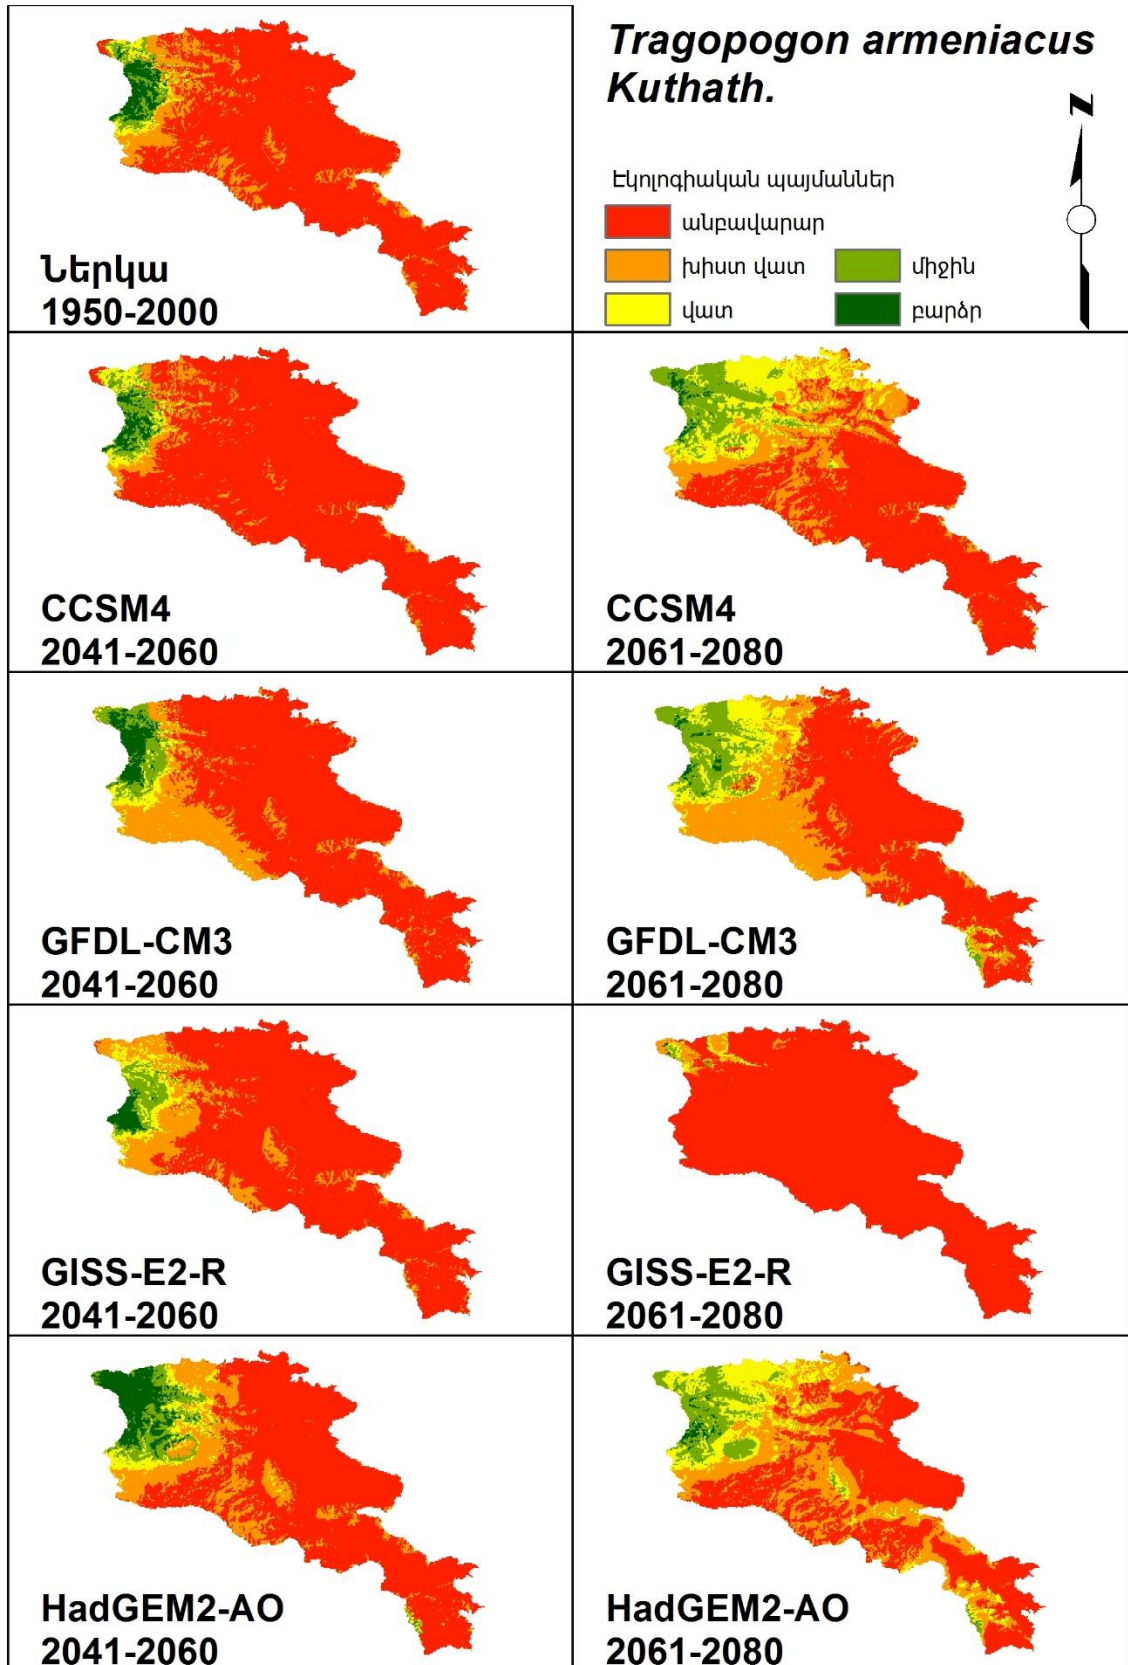 Tragopogon armeniacus
Kuthath.
N
Էկոլոգիական պայմաններ
անբավարար
խիստ վատ
միջին
վատ
բարձր
Ներկա
1950-2000
CCSM4
2041-2060
CCSM4
2061-2080
GFDL-CM3
2041-2060
GFDL-CM3
2061-2080
GISS-E2-R
2041-2060
GISS-E2-R
2061-2080
HadGEM2-AO
2041-2060
HadGEM2-AO
2061-2080